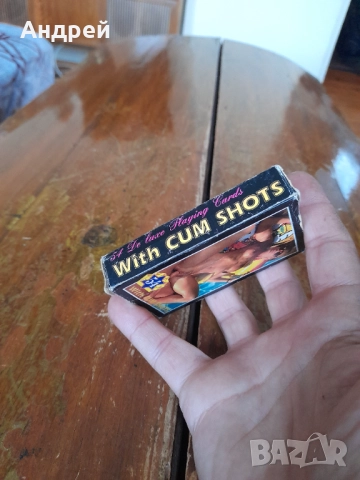 Андрей
54 De luxe Playing Cards
With CUM SHOTS
BAZAR